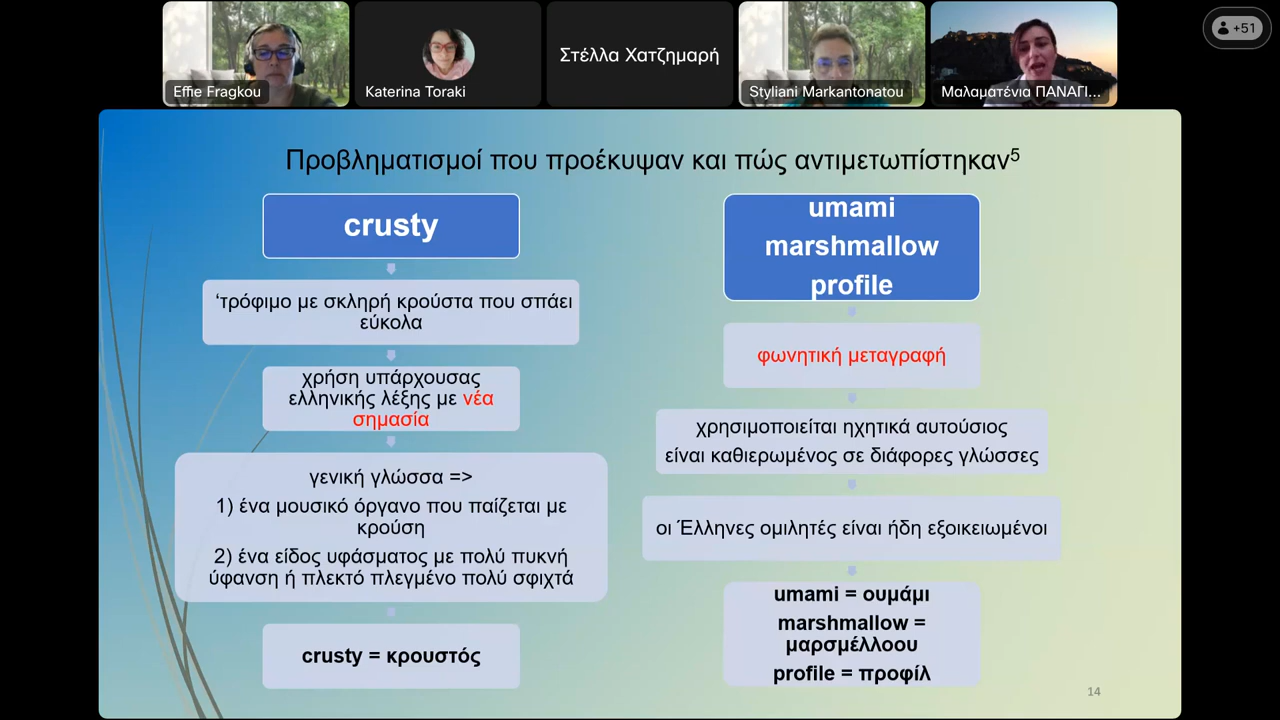 +51
Effie Fragkou
Katerina Toraki
Στέλλα Χατζημαρή
Styliani Markantonatou
Μαλαματένια ΠΑΝΑΓΙ...
Προβληματισμοί που προέκυψαν και πώς αντιμετωπίστηκαν⁵
crusty
‘τρόφιμο με σκληρή κρούστα που σπάει
εύκολα
χρήση υπάρχουσας
ελληνικής λέξης με νέα
σημασία
γενική γλώσσα =>
1) ένα μουσικό όργανο που παίζεται με
κρούση
2) ένα είδος υφάσματος με πολύ πυκνή
ύφανση ή πλεκτό πλεγμένο πολύ σφιχτά
crusty = κρουστός
umami
marshmallow
profile
φωνητική μεταγραφή
χρησιμοποιείται ηχητικά αυτούσιος
είναι καθιερωμένος σε διάφορες γλώσσες
οι Έλληνες ομιλητές είναι ήδη εξοικειωμένοι
umami = ουμάμι
marshmallow =
μαρσμέλλοου
profile = προφίλ
14